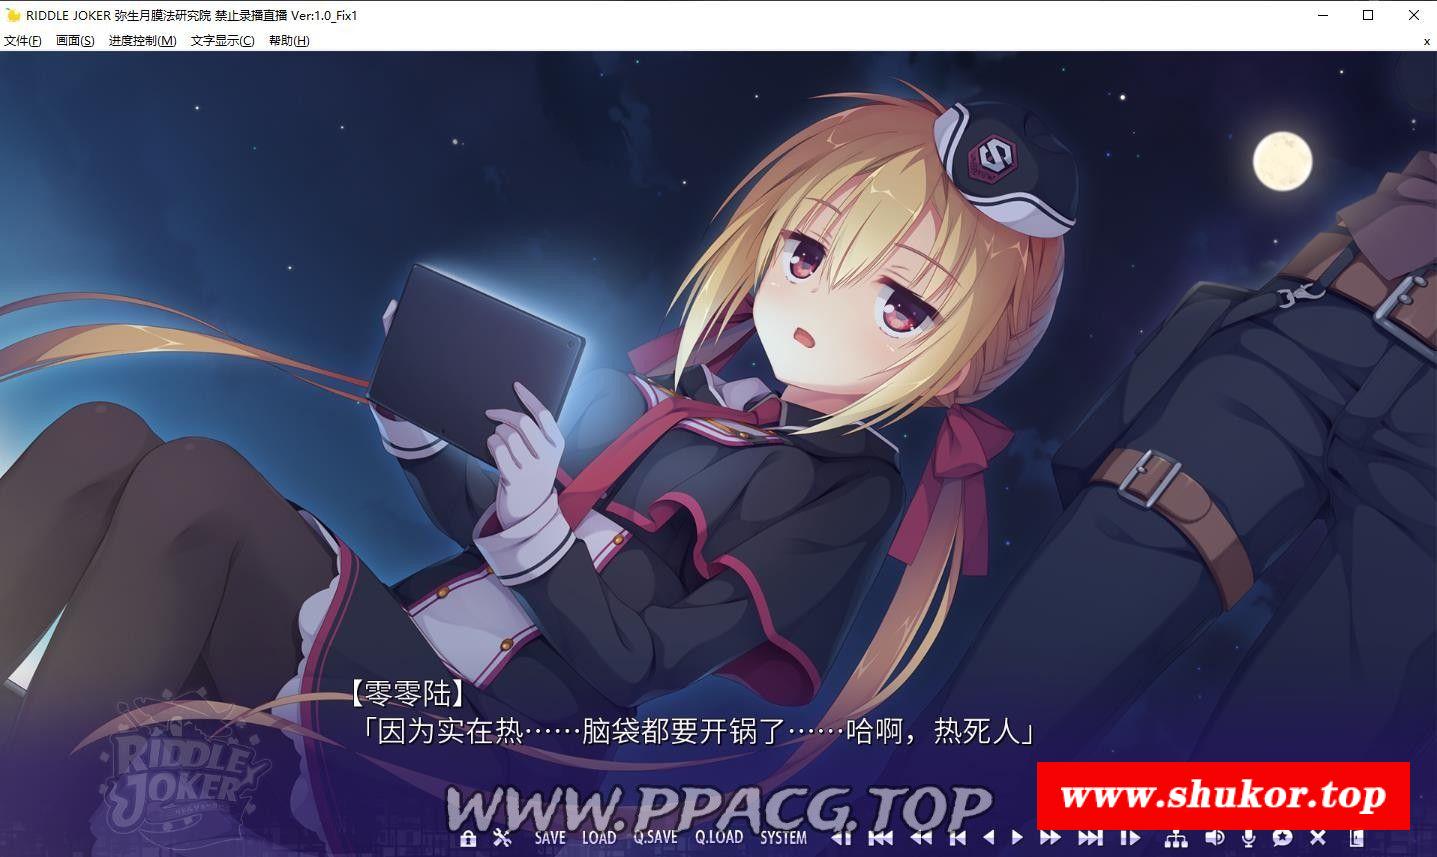 RIDDLE JOKER 弥生月膜法研究院 禁止录播直播 Ver:1.0_Fix1
文件(F) 画面(S) 进度控制(M) 文字显示(C) 帮助(H) x
【零零陆】
「因为实在热……脑袋都要开锅了……哈啊，热死人」
RIDDLE
JOKER
WWW.PPACG.TOP
www.shukor.top
SAVE LOAD Q.SAVE Q.LOAD SYSTEM